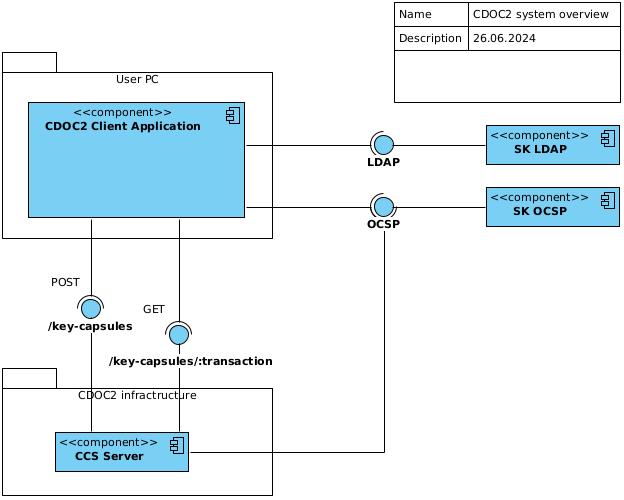 Name
CDOC2 system overview
Description
26.06.2024
User PC
<<component>>
CDOC2 Client Application
LDAP
<<component>>
SK LDAP
OCSP
<<component>>
SK OCSP
POST
/key-capsules
GET
/key-capsules/:transaction
CDOC2 infractructure
<<component>>
CCS Server